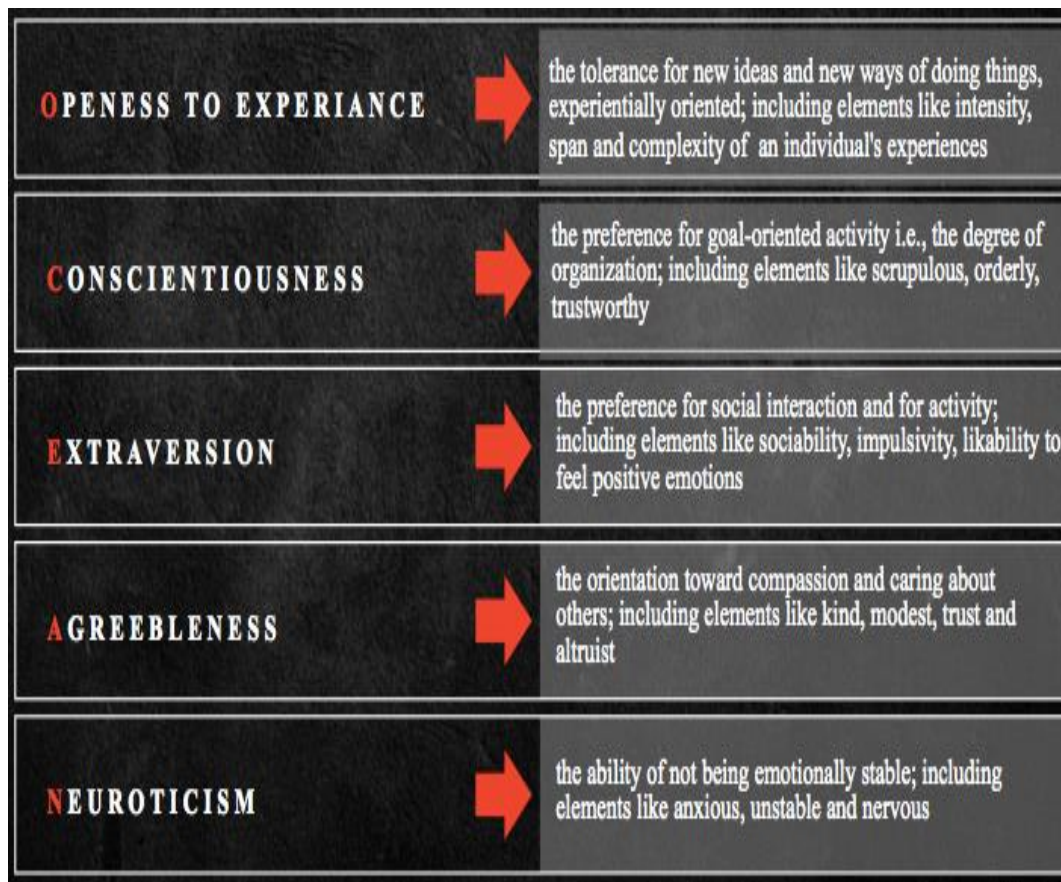 OPENESS TO EXPERIANCE
the tolerance for new ideas and new ways of doing things,
experientially oriented; including elements like intensity,
span and complexity of an individual's experiences
CONSCIENTIOUSNESS
the preference for goal-oriented activity i.e., the degree of
organization; including elements like scrupulous, orderly,
trustworthy
EXTRAVERSION
the preference for social interaction and for activity;
including elements like sociability, impulsivity, likability to
feel positive emotions
AGREEBLENESS
the orientation toward compassion and caring about
others; including elements like kind, modest, trust and
altruist
NEUROTICISM
the ability of not being emotionally stable; including
elements like anxious, unstable and nervous